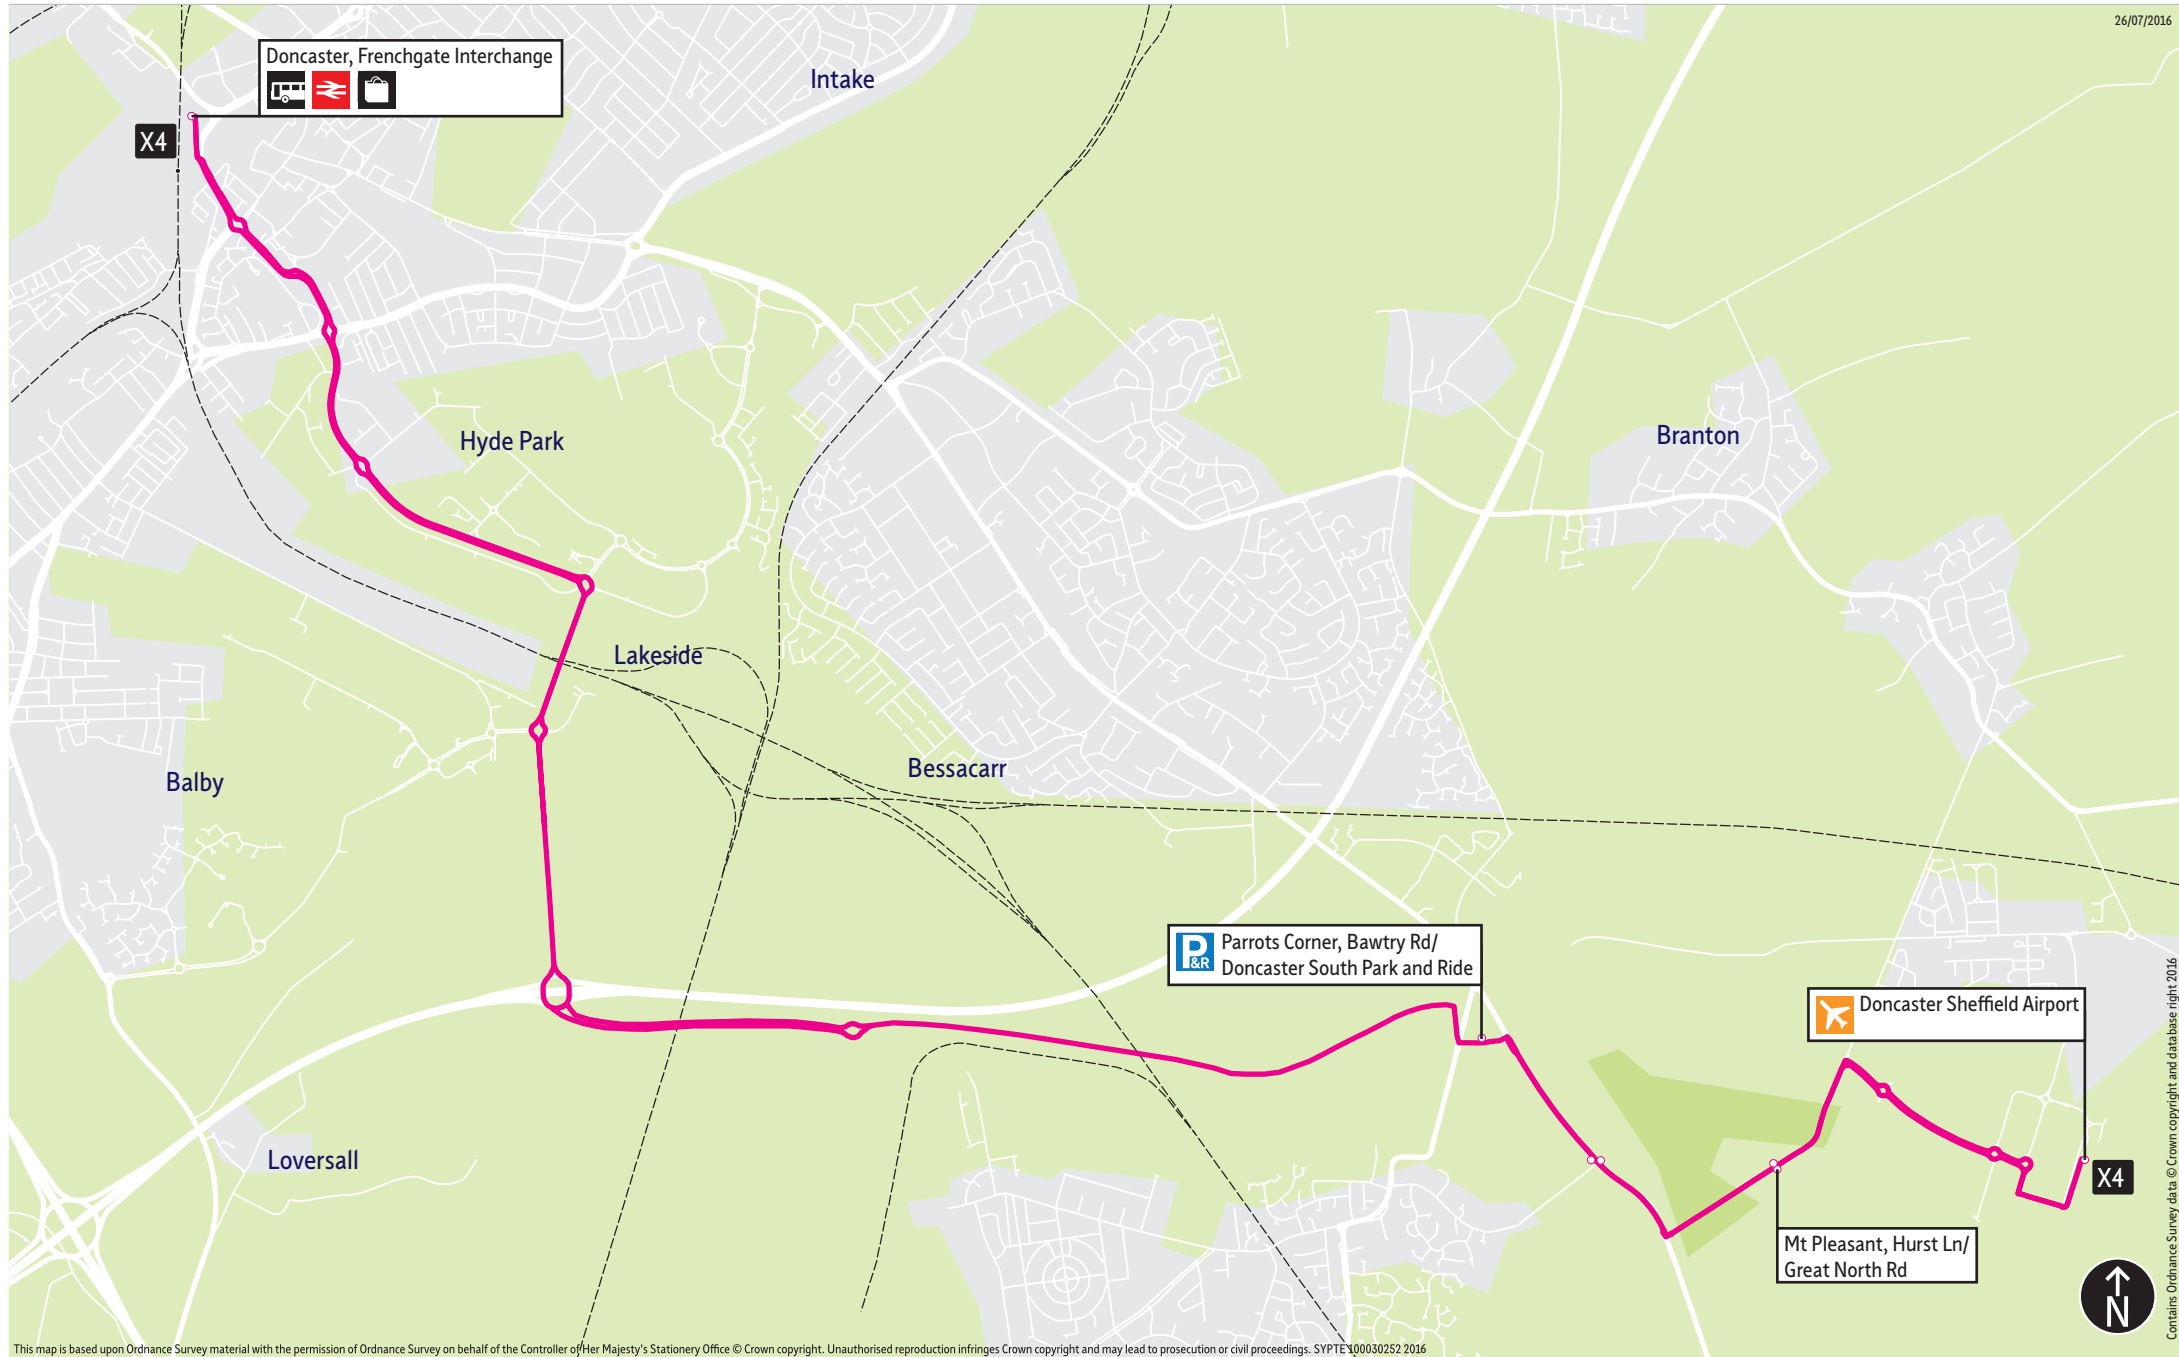 26/07/2016
Doncaster, Frenchgate Interchange
Intake
X4
Hyde Park
Branton
Lakeside
Bessacarr
Balby
P
&R
Parrots Corner, Bawtry Rd/
Doncaster South Park and Ride
Doncaster Sheffield Airport
Loversall
X4
Mt Pleasant, Hurst Ln/
Great North Rd
N
Contains Ordnance Survey data © Crown copyright and database right 2016
This map is based upon Ordnance Survey material with the permission of Ordnance Survey on behalf of the Controller of Her Majesty's Stationery Office © Crown copyright. Unauthorised reproduction infringes Crown copyright and may lead to prosecution or civil proceedings. SYPTE 100030252 2016